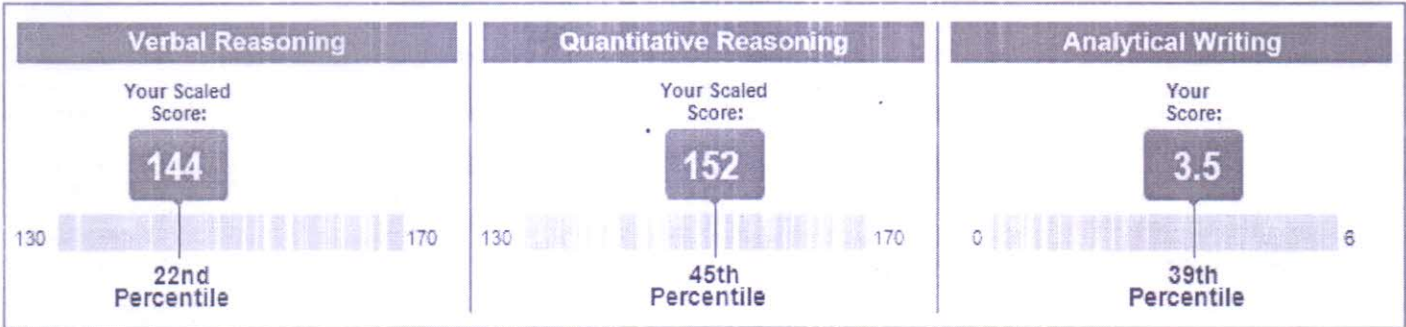 Verbal Reasoning
Your Scaled
Score:
144
130
170
22nd
Percentile
Quantitative Reasoning
Your Scaled
Score:
152
130
170
45th
Percentile
Analytical Writing
Your
Score:
3.5
0
6
39th
Percentile